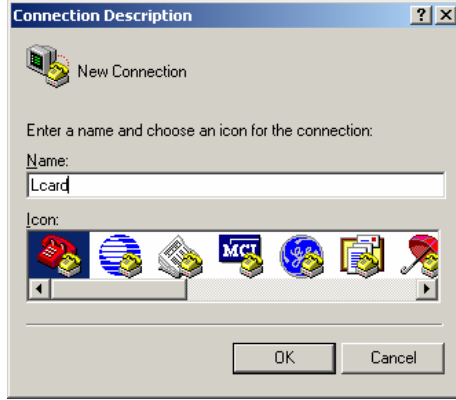 Connection Description
New Connection
Enter a name and choose an icon for the connection:
Name:
Lcard
Icon:
MCI
OK
Cancel